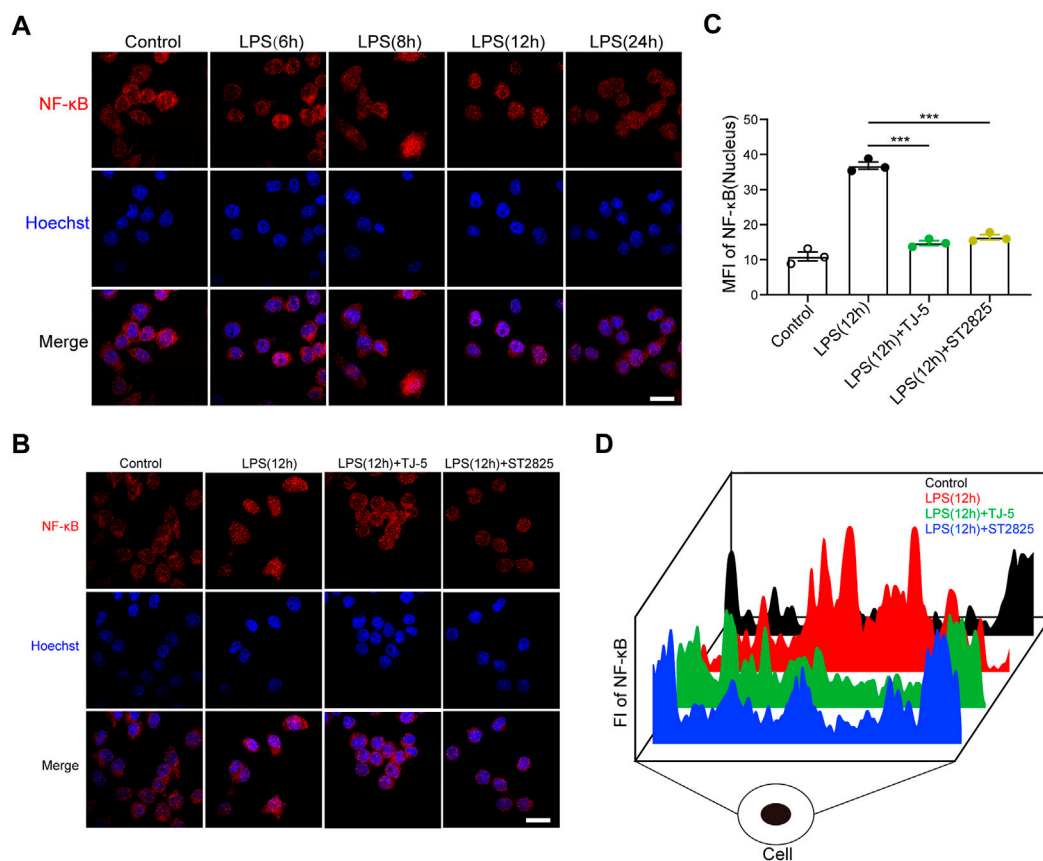 A
Control
LPS(6h)
LPS(8h)
LPS(12h)
LPS(24h)
NF-κB
Hoechst
Merge
B
Control
LPS(12h)
LPS(12h)+TJ-5
LPS(12h)+ST2825
NF-κB
Hoechst
Merge
C
MFI of NF-κB(Nucleus)
50
40
30
20
10
0
***
***
Control
LPS(12h)
LPS(12h)+TJ-5
LPS(12h)+ST2825
D
Control
LPS(12h)
LPS(12h)+TJ-5
LPS(12h)+ST2825
FI of NF-κB
Cell